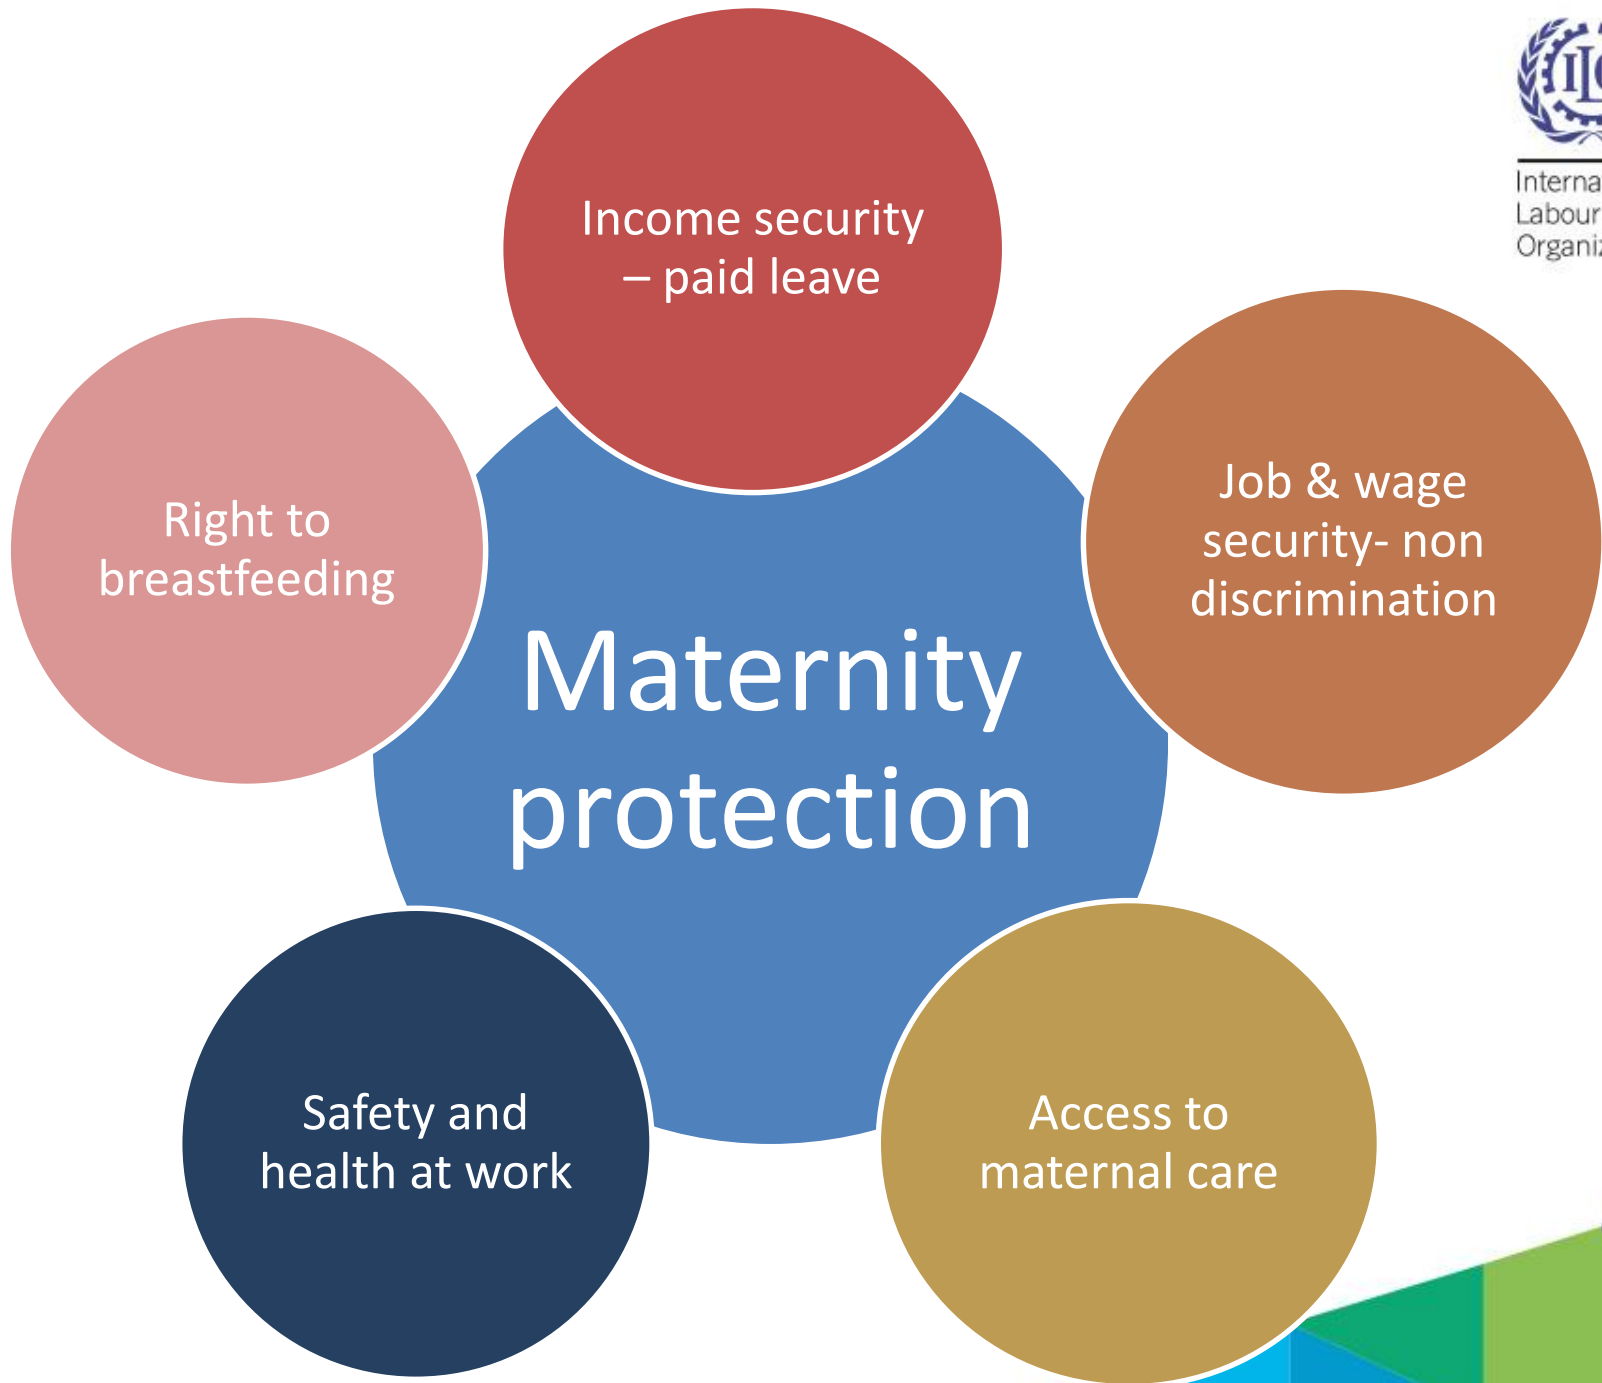 Income security
– paid leave
Job & wage
security- non
discrimination
Right to
breastfeeding
Maternity
protection
Safety and
health at work
Access to
maternal care
Labour